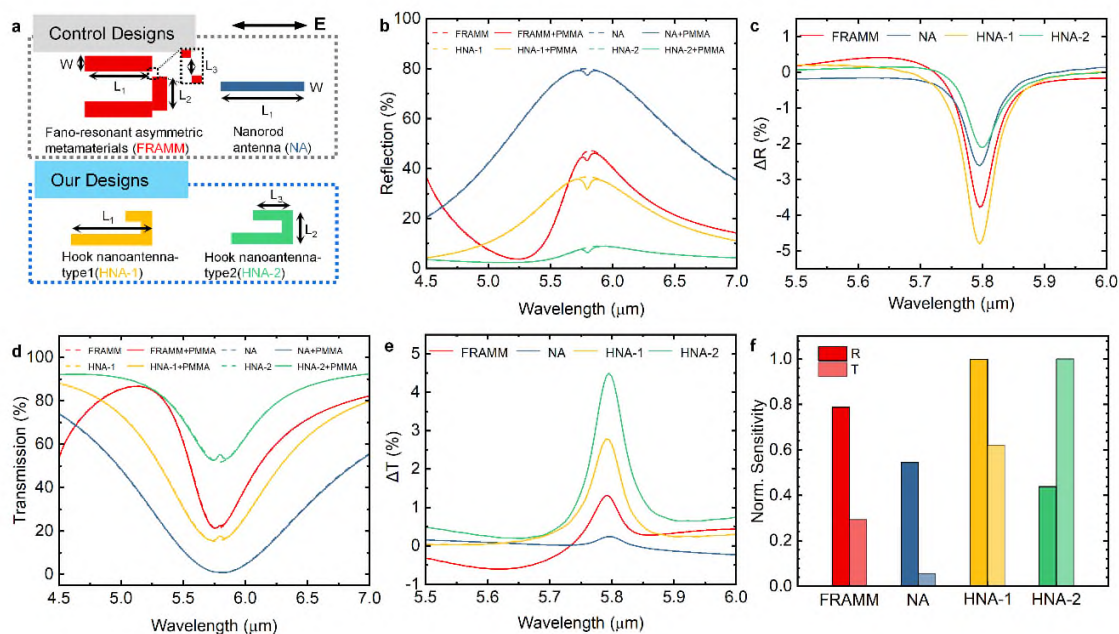 a
Control Designs
E
W
L1
L3
L2
W
L1
Fano-resonant asymmetric
metamaterials (FRAMM)
Nanorod
antenna (NA)
Our Designs
L1
L3
L2
Hook nanoantenna-
type1(HNA-1)
Hook nanoantenna-
type2(HNA-2)
b
FRAMM FRAMM+PMMA NA NA+PMMA
HNA-1 HNA-1+PMMA HNA-2 HNA-2+PMMA
Reflection (%)
100
80
60
40
20
0
4.5 5.0 5.5 6.0 6.5 7.0
Wavelength (μm)
c
FRAMM NA HNA-1 HNA-2
ΔR (%)
1
0
-1
-2
-3
-4
-5
5.5 5.6 5.7 5.8 5.9 6.0
Wavelength (μm)
d
FRAMM FRAMM+PMMA NA NA+PMMA
HNA-1 HNA-1+PMMA HNA-2 HNA-2+PMMA
Transmission (%)
100
80
60
40
20
0
4.5 5.0 5.5 6.0 6.5 7.0
Wavelength (μm)
e
FRAMM NA HNA-1 HNA-2
ΔT (%)
5
4
3
2
1
0
-1
5.5 5.6 5.7 5.8 5.9 6.0
Wavelength (μm)
f
R
T
Norm. Sensitivity
1.0
0.8
0.6
0.4
0.2
0.0
FRAMM NA HNA-1 HNA-2